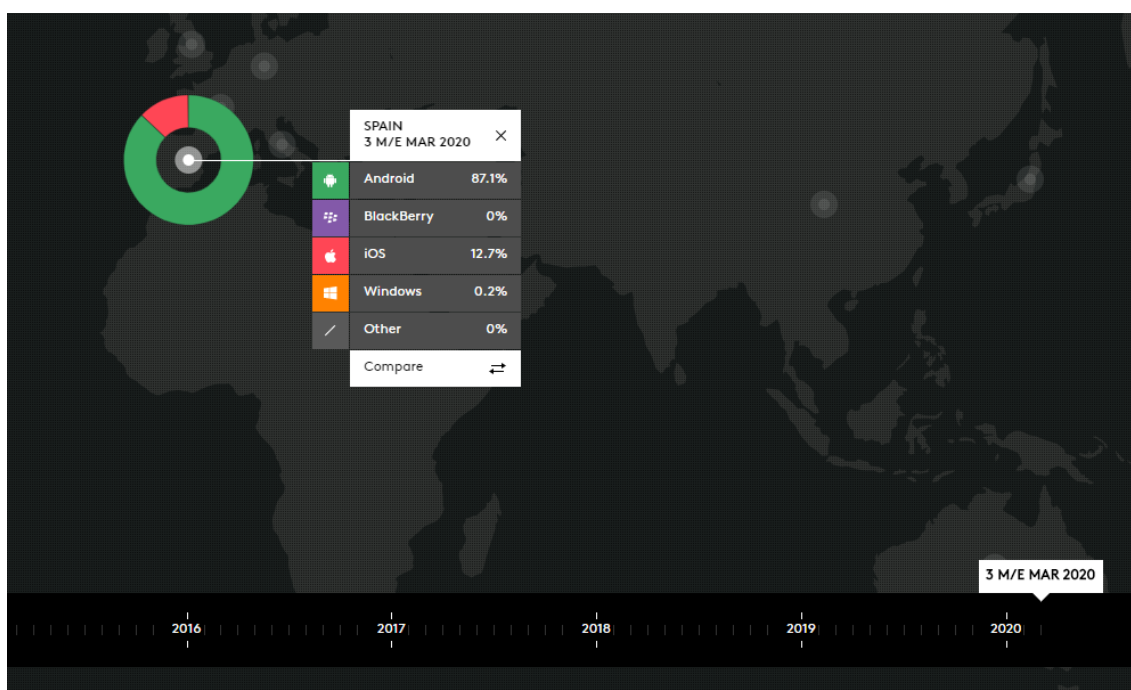 SPAIN
3 M/E MAR 2020
Android 87.1%
BlackBerry 0%
iOS 12.7%
Windows 0.2%
Other 0%
Compare
3 M/E MAR 2020
2016 2017 2018 2019 2020